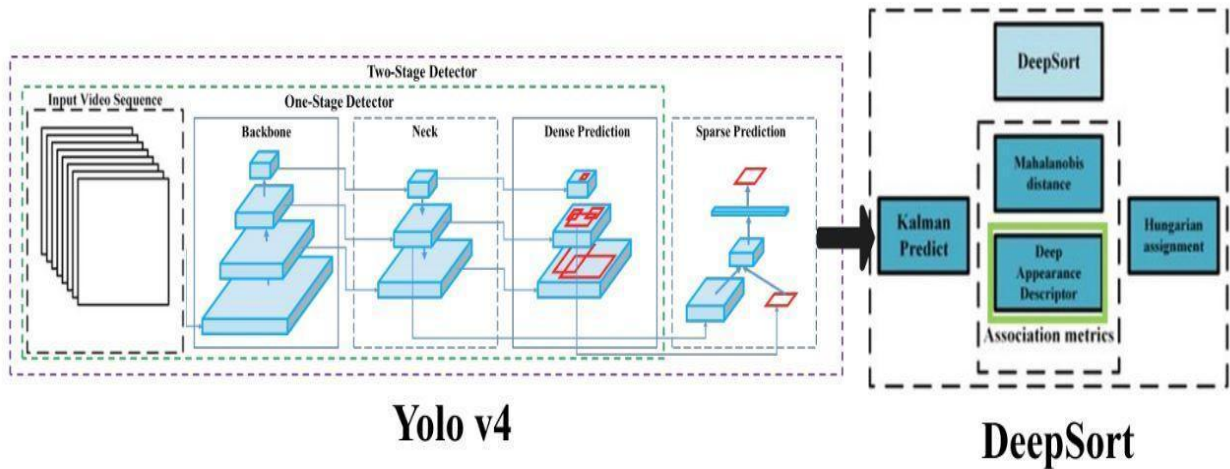 Two-Stage Detector
One-Stage Detector
Input Video Sequence
Backbone
Neck
Dense Prediction
Sparse Prediction
Yolo v4
DeepSort
Kalman
Predict
Mahalanobis
distance
Deep
Appearance
Descriptor
Association metrics
Hungarian
assignment
DeepSort